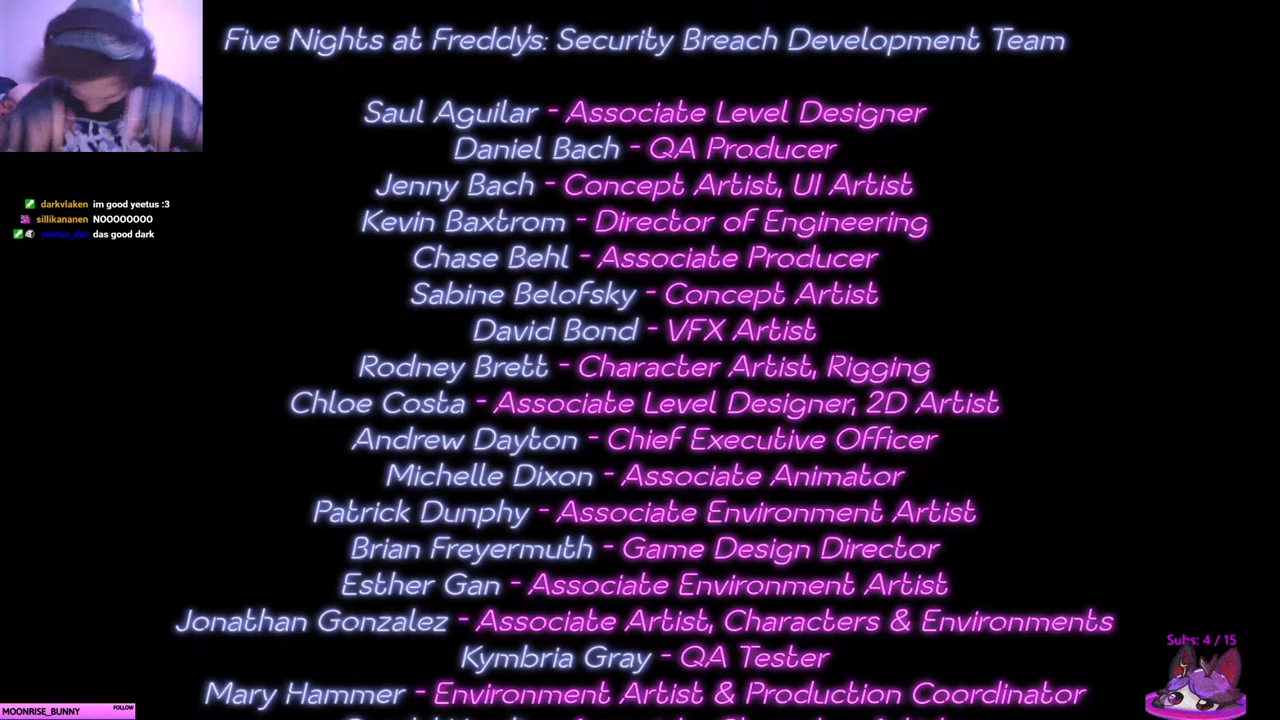 Five Nights at Freddy's: Security Breach Development Team
Saul Aguilar - Associate Level Designer
Daniel Bach - QA Producer
Jenny Bach - Concept Artist, UI Artist
Kevin Baxtrom - Director of Engineering
Chase Behl - Associate Producer
Sabine Belofsky - Concept Artist
David Bond - VFX Artist
Rodney Brett - Character Artist, Rigging
Chloe Costa - Associate Level Designer, 2D Artist
Andrew Dayton - Chief Executive Officer
Michelle Dixon - Associate Animator
Patrick Dunphy - Associate Environment Artist
Brian Freyermuth - Game Design Director
Esther Gan - Associate Environment Artist
Jonathan Gonzalez - Associate Artist, Characters & Environments
Kymbria Gray - QA Tester
Mary Hammer - Environment Artist & Production Coordinator
darkvlaken im good yeetus :3
sillikananen NOOOOOOOO
das good dark
Subs: 4 / 15
MOONRISE_BUNNY
FOLLOW